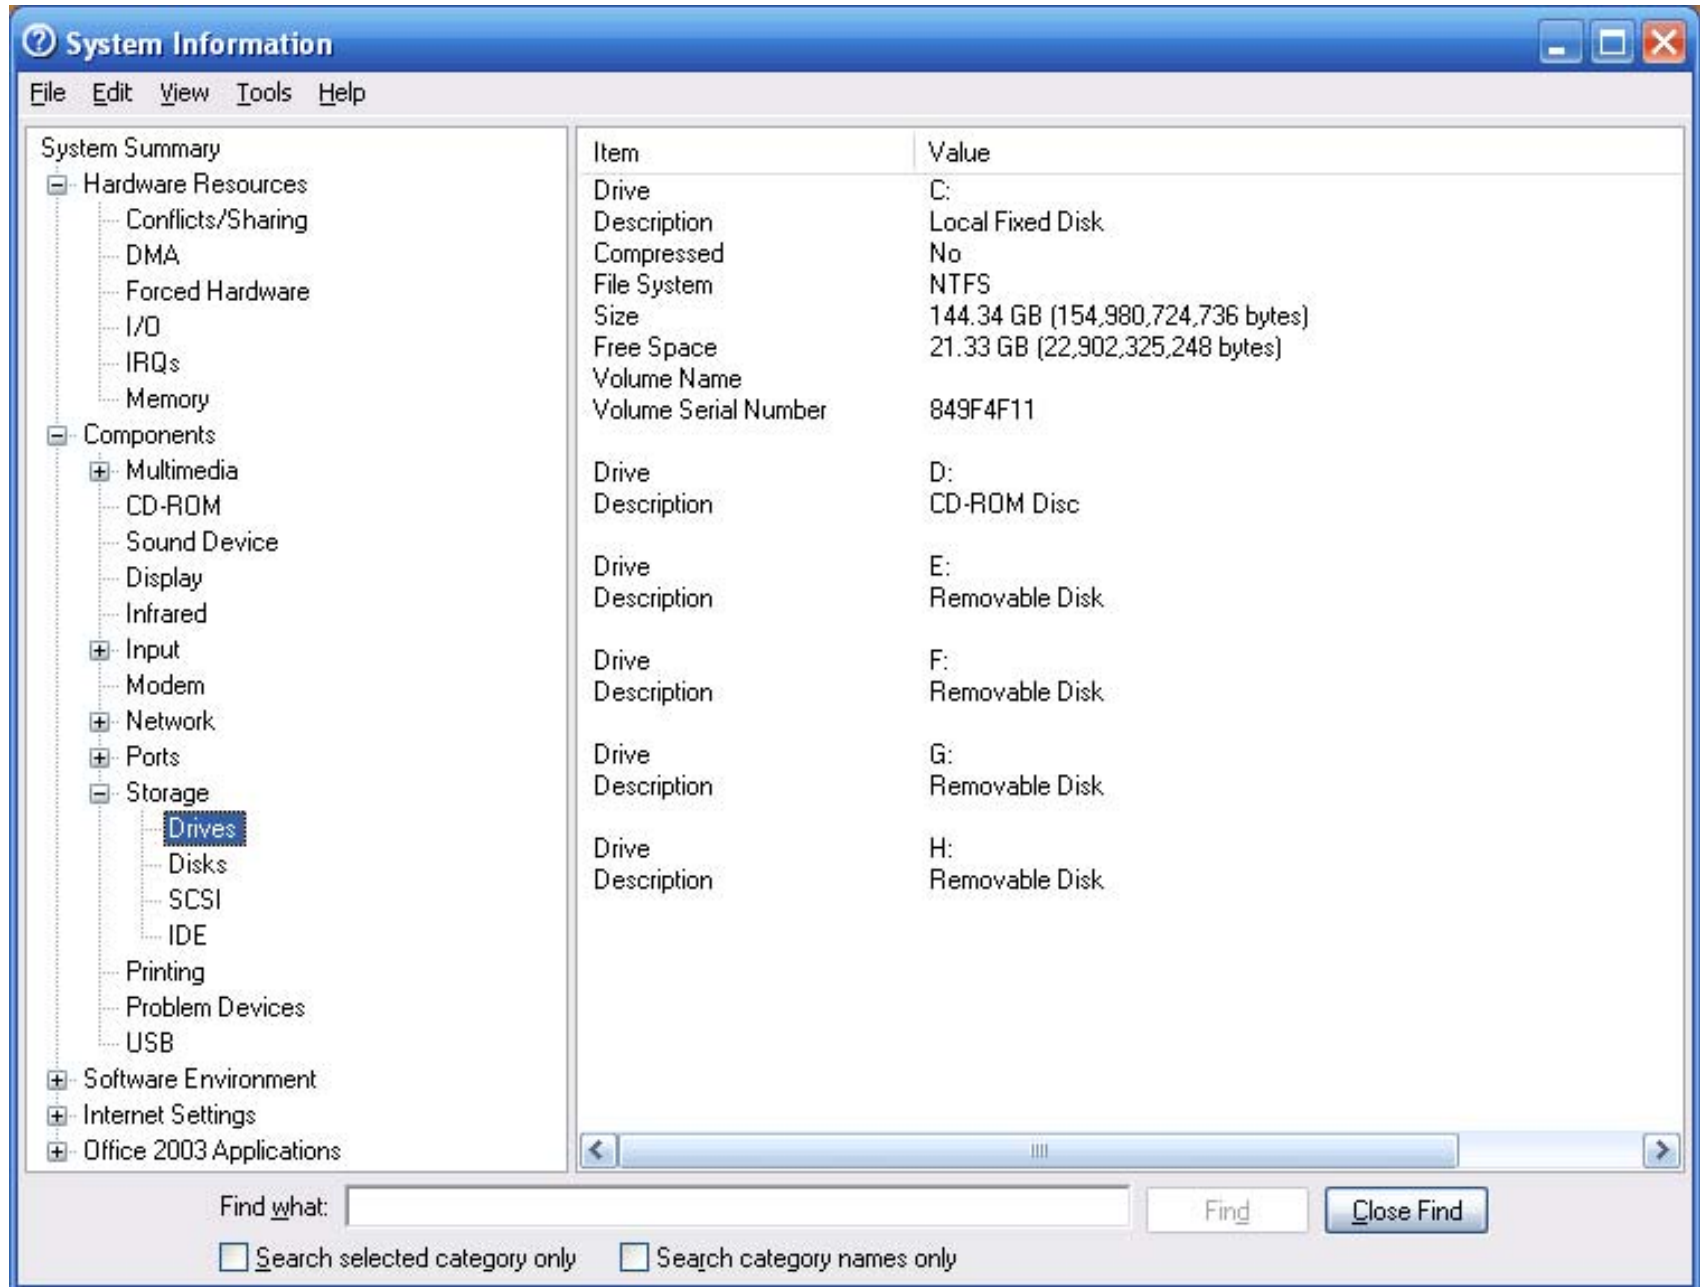 System Information
File Edit View Tools Help
System Summary
Hardware Resources
Conflicts/Sharing
DMA
Forced Hardware
I/O
IRQs
Memory
Components
Multimedia
CD-ROM
Sound Device
Display
Infrared
Input
Modem
Network
Ports
Storage
Drives
Disks
SCSI
IDE
Printing
Problem Devices
USB
Software Environment
Internet Settings
Office 2003 Applications
Item Value
Drive C:
Description Local Fixed Disk
Compressed No
File System NTFS
Size 144.34 GB (154,980,724,736 bytes)
Free Space 21.33 GB (22,902,325,248 bytes)
Volume Name
Volume Serial Number 849F4F11
Drive D:
Description CD-ROM Disc
Drive E:
Description Removable Disk
Drive F:
Description Removable Disk
Drive G:
Description Removable Disk
Drive H:
Description Removable Disk
Find what: Find Close Find
Search selected category only Search category names only